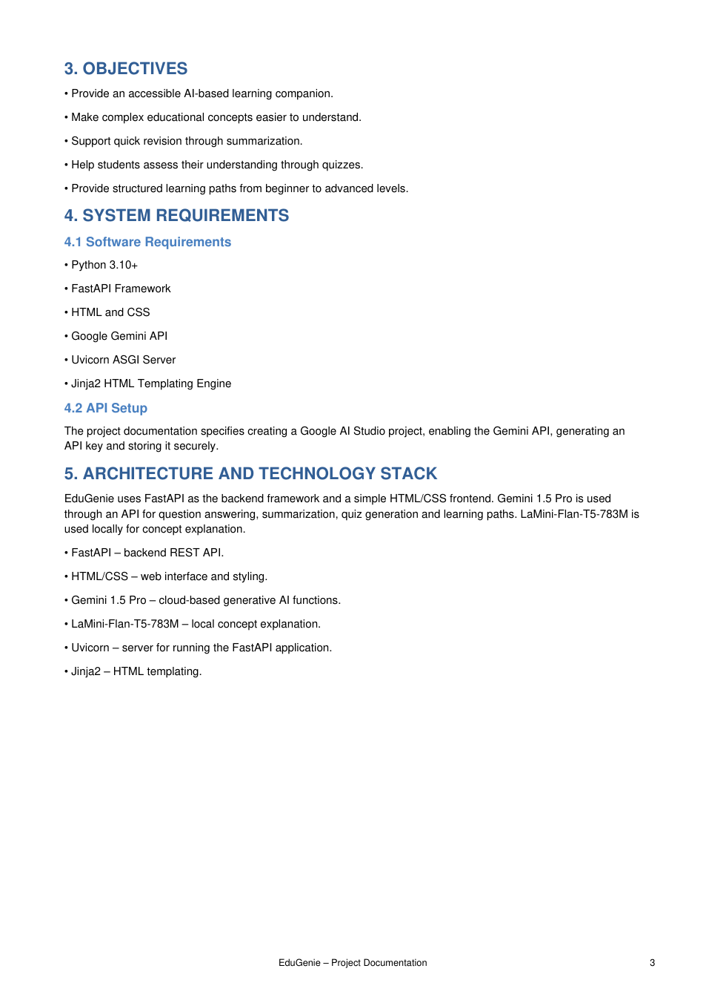 3. OBJECTIVES
• Provide an accessible AI-based learning companion.
• Make complex educational concepts easier to understand.
• Support quick revision through summarization.
• Help students assess their understanding through quizzes.
• Provide structured learning paths from beginner to advanced levels.
4. SYSTEM REQUIREMENTS
4.1 Software Requirements
• Python 3.10+
• FastAPI Framework
• HTML and CSS
• Google Gemini API
• Uvicorn ASGI Server
• Jinja2 HTML Templating Engine
4.2 API Setup
The project documentation specifies creating a Google AI Studio project, enabling the Gemini API, generating an
API key and storing it securely.
5. ARCHITECTURE AND TECHNOLOGY STACK
EduGenie uses FastAPI as the backend framework and a simple HTML/CSS frontend. Gemini 1.5 Pro is used
through an API for question answering, summarization, quiz generation and learning paths. LaMini-Flan-T5-783M is
used locally for concept explanation.
• FastAPI – backend REST API.
• HTML/CSS – web interface and styling.
• Gemini 1.5 Pro – cloud-based generative AI functions.
• LaMini-Flan-T5-783M – local concept explanation.
• Uvicorn – server for running the FastAPI application.
• Jinja2 – HTML templating.
EduGenie – Project Documentation 3